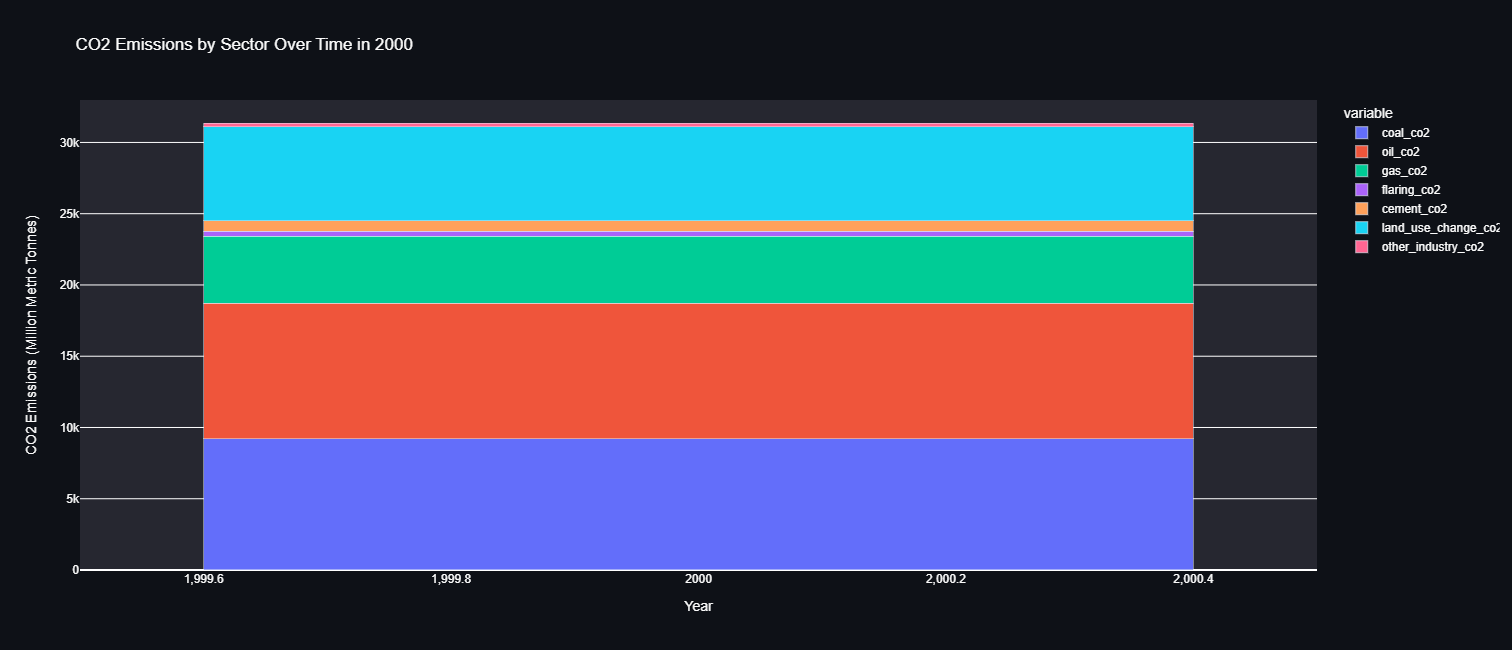 CO2 Emissions by Sector Over Time in 2000
CO2 Emissions (Million Metric Tonnes)
30k
25k
20k
15k
10k
5k
0
1,999.6
1,999.8
2000
2,000.2
2,000.4
Year
variable
coal_co2
oil_co2
gas_co2
flaring_co2
cement_co2
land_use_change_co2
other_industry_co2